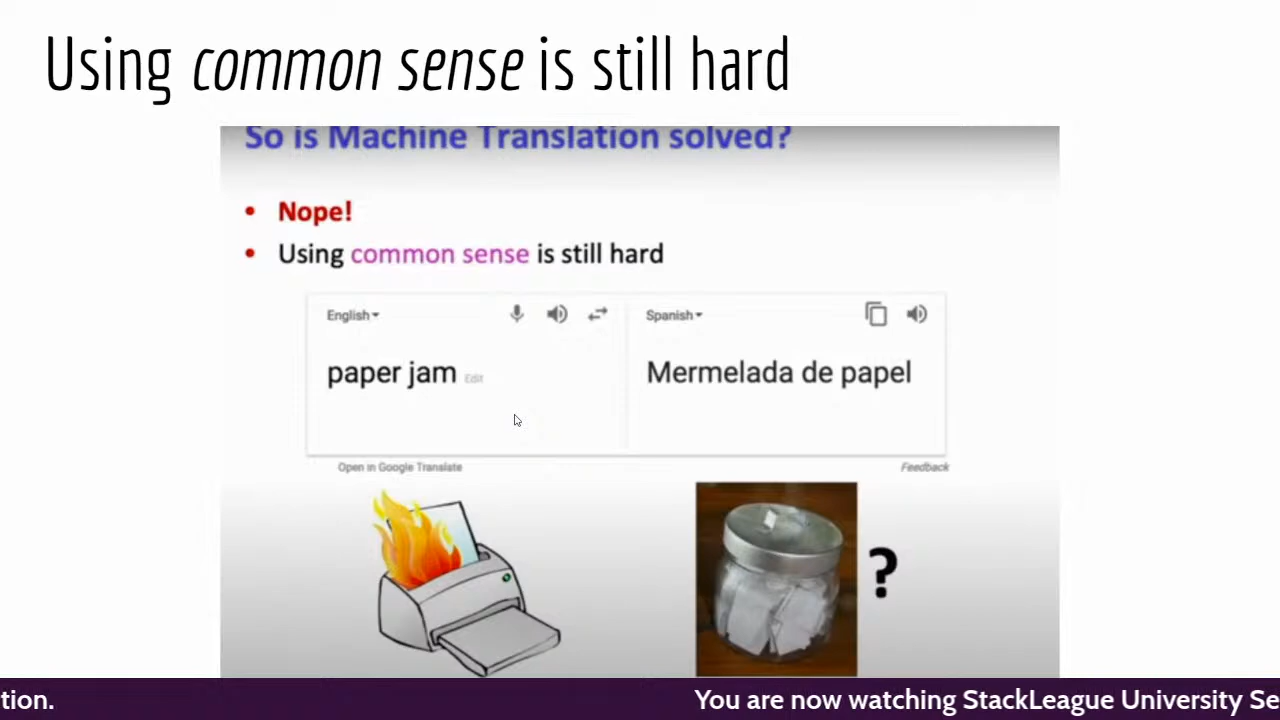 Using common sense is still hard
So is Machine Translation solved?
• Nope!
• Using common sense is still hard
English
Spanish
paper jam Edit
Mermelada de papel
Open in Google Translate
Feedback
?
tion.
You are now watching StackLeague University Se